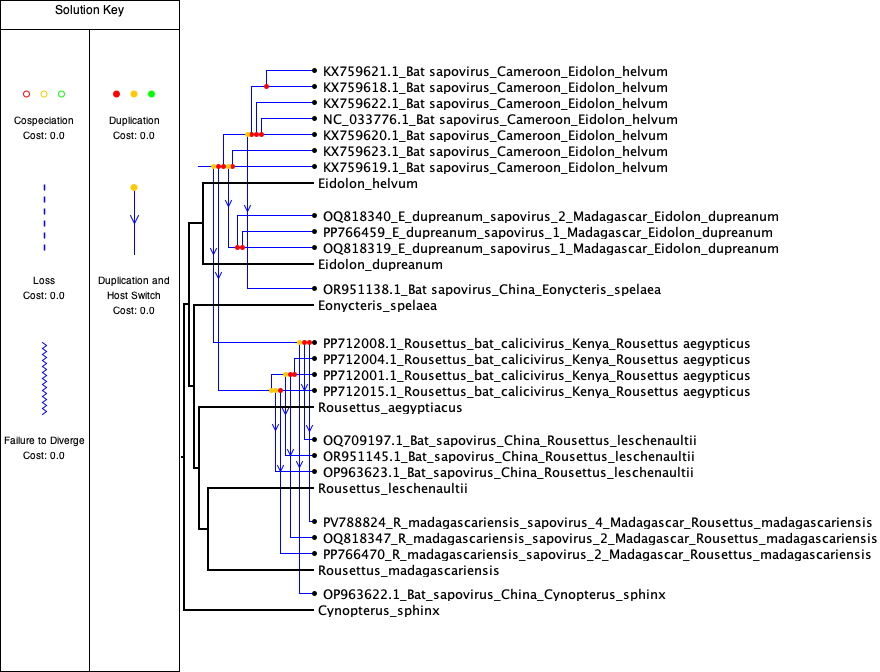 Solution Key
Cospeciation
Cost: 0.0
Duplication
Cost: 0.0
Loss
Cost: 0.0
Duplication and
Host Switch
Cost: 0.0
Failure to Diverge
Cost: 0.0
KX759621.1_Bat sapovirus_Cameroon_Eidolon_helvum
KX759618.1_Bat sapovirus_Cameroon_Eidolon_helvum
KX759622.1_Bat sapovirus_Cameroon_Eidolon_helvum
NC_033776.1_Bat sapovirus_Cameroon_Eidolon_helvum
KX759620.1_Bat sapovirus_Cameroon_Eidolon_helvum
KX759623.1_Bat sapovirus_Cameroon_Eidolon_helvum
KX759619.1_Bat sapovirus_Cameroon_Eidolon_helvum
Eidolon_helvum
OQ818340_E_dupreanum_sapovirus_2_Madagascar_Eidolon_dupreanum
PP766459_E_dupreanum_sapovirus_1_Madagascar_Eidolon_dupreanum
OQ818319_E_dupreanum_sapovirus_1_Madagascar_Eidolon_dupreanum
Eidolon_dupreanum
OR951138.1_Bat sapovirus_China_Eonycteris_spelaea
Eonycteris_spelaea
PP712008.1_Rousettus_bat_calicivirus_Kenya_Rousettus aegypticus
PP712004.1_Rousettus_bat_calicivirus_Kenya_Rousettus aegypticus
PP712001.1_Rousettus_bat_calicivirus_Kenya_Rousettus aegypticus
PP712015.1_Rousettus_bat_calicivirus_Kenya_Rousettus aegypticus
Rousettus_aegyptiacus
OQ709197.1_Bat_sapovirus_China_Rousettus_leschenaultii
OR951145.1_Bat_sapovirus_China_Rousettus_leschenaultii
OP963623.1_Bat_sapovirus_China_Rousettus_leschenaultii
Rousettus_leschenaultii
PV788824_R_madagascariensis_sapovirus_4_Madagascar_Rousettus_madagascariensis
OQ818347_R_madagascariensis_sapovirus_2_Madagascar_Rousettus_madagascariensis
PP766470_R_madagascariensis_sapovirus_2_Madagascar_Rousettus_madagascariensis
Rousettus_madagascariensis
OP963622.1_Bat_sapovirus_China_Cynopterus_sphinx
Cynopterus_sphinx